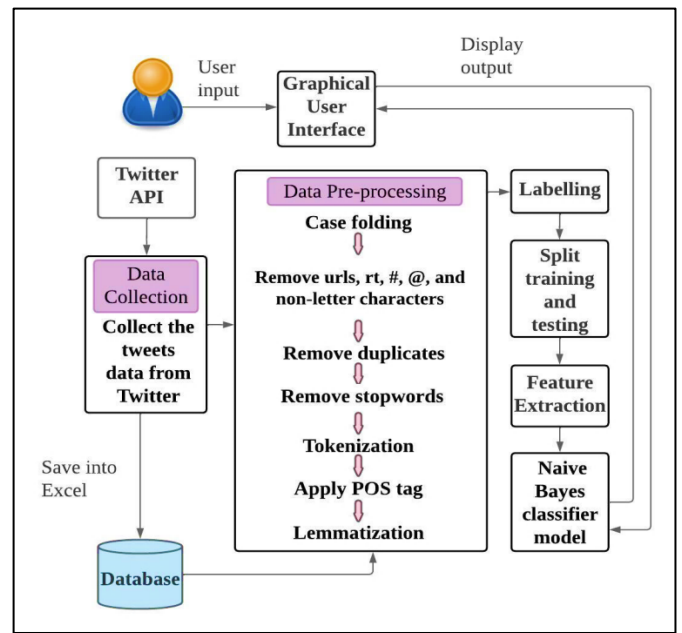 User
input
Graphical
User
Interface
Display
output
Twitter
API
Data
Collection
Collect the
tweets
data from
Twitter
Save into
Excel
Database
Data Pre-processing
Case folding
Remove urls, rt, #, @, and
non-letter characters
Remove duplicates
Remove stopwords
Tokenization
Apply POS tag
Lemmatization
Labelling
Split
training
and
testing
Feature
Extraction
Naive
Bayes
classifier
model